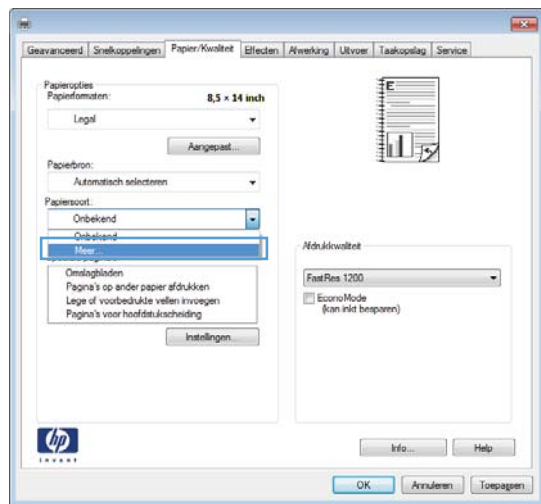 Geavanceerd Snelkoppelingen Papier/Kwaliteit Effecten Afwerking Uitvoer Taakopslag Service
Papieropties
Papierformaten: 8,5 × 14 inch
Legal
Aangepast...
Papierbron:
Automatisch selecteren
Papiersoort:
Onbekend
Onbekend
Meer...
Omslagbladen
Pagina's op ander papier afdrukken
Lege of voorbedrukte vellen invoegen
Pagina's voor hoofdstukscheiding
Instellingen...
E
Afdrukkwaliteit
FastRes 1200
EconoMode
(kan inkt besparen)
hp
invent
Info... Help
OK Annuleren Toepassen